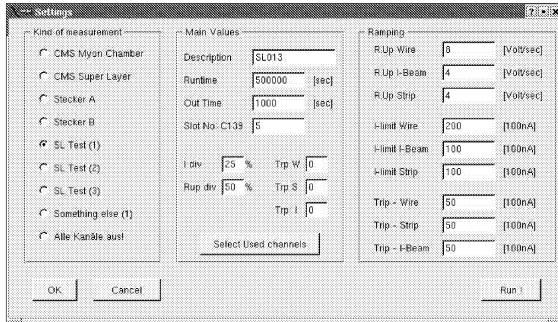 Settings
Kind of measurement
CMS Myon Chamber
CMS Super Layer
Stecker A
Stecker B
SL Test (1)
SL Test (2)
SL Test (3)
Something else (1)
Alle Kanäle aus!
OK
Cancel
Main Values
Description SL013
Runtime 500000 [sec]
Out Time 1000 [sec]
Slot No. C139 5
I div 25 % Trp W 0
Rup div 50 % Trp S 0
Trp I 0
Select Used channels
Ramping
R.Up Wire 8 [Volt/sec]
R.Up I-Beam 4 [Volt/sec]
R.Up Strip 4 [Volt/sec]
I-limit Wire 200 [100nA]
I-limit I-Beam 100 [100nA]
I-limit Strip 100 [100nA]
Trip - Wire 50 [100nA]
Trip - Strip 50 [100nA]
Trip - I-Beam 50 [100nA]
Run !